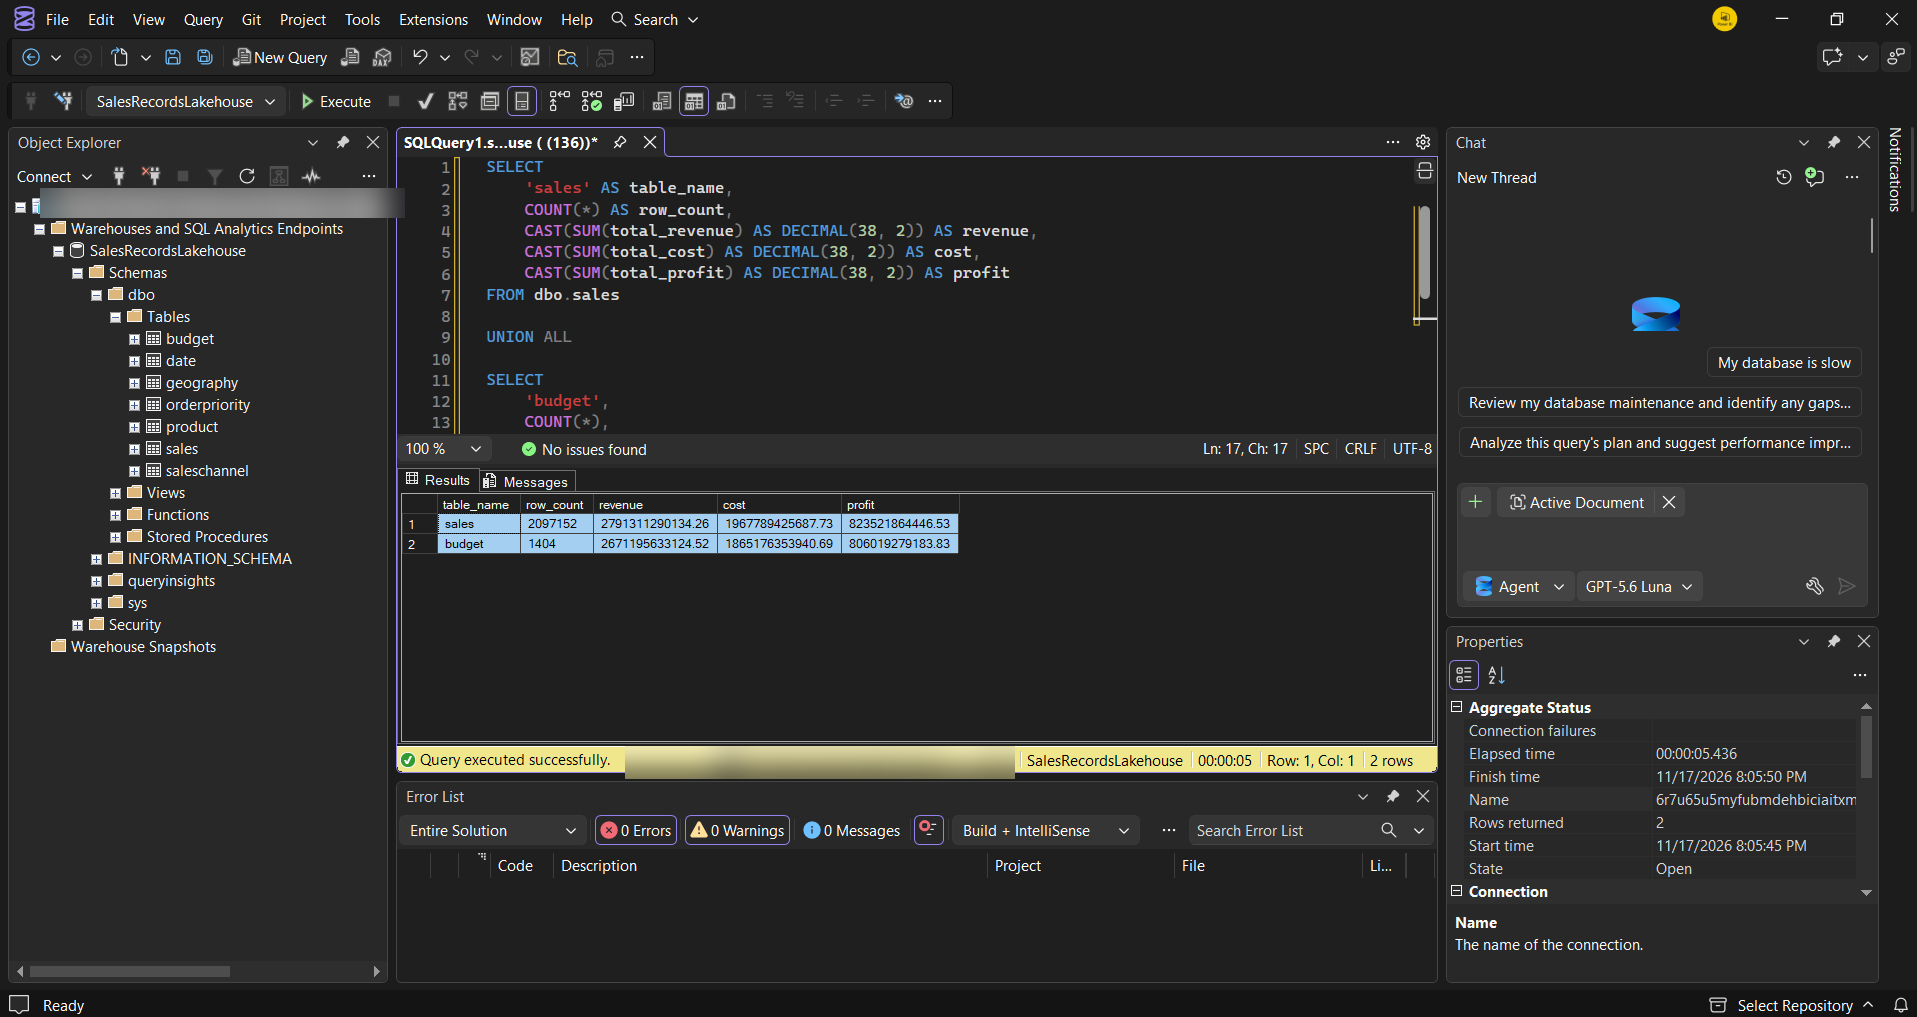 File Edit View Query Git Project Tools Extensions Window Help Search
New Query DAX
SalesRecordsLakehouse Execute
Object Explorer
Connect
Warehouses and SQL Analytics Endpoints
SalesRecordsLakehouse
Schemas
dbo
Tables
budget
date
geography
orderpriority
product
sales
saleschannel
Views
Functions
Stored Procedures
INFORMATION_SCHEMA
queryinsights
sys
Security
Warehouse Snapshots
SQLQuery1.s...use ( (136))*
1 SELECT
2 'sales' AS table_name,
3 COUNT(*) AS row_count,
4 CAST(SUM(total_revenue) AS DECIMAL(38, 2)) AS revenue,
5 CAST(SUM(total_cost) AS DECIMAL(38, 2)) AS cost,
6 CAST(SUM(total_profit) AS DECIMAL(38, 2)) AS profit
7 FROM dbo.sales
8
9 UNION ALL
10
11 SELECT
12 'budget',
13 COUNT(*),
100 % No issues found Ln: 17, Ch: 17 SPC CRLF UTF-8
Results Messages
table_name row_count revenue cost profit
1 sales 2097152 2791311290134.26 1967789425687.73 823521864446.53
2 budget 1404 2671195633124.52 1865176353940.69 806019279183.83
Query executed successfully. SalesRecordsLakehouse 00:00:05 Row: 1, Col: 1 2 rows
Error List
Entire Solution 0 Errors 0 Warnings 0 Messages Build + IntelliSense Search Error List
Code Description Project File Li...
Chat
New Thread
My database is slow
Review my database maintenance and identify any gaps...
Analyze this query's plan and suggest performance impr...
Active Document
Agent GPT-5.6 Luna
Properties
Aggregate Status
Connection failures
Elapsed time 00:00:05.436
Finish time 11/17/2026 8:05:50 PM
Name 6r7u65u5myfubmdehbiciaitxm
Rows returned 2
Start time 11/17/2026 8:05:45 PM
State Open
Connection
Name
The name of the connection.
Notifications
Ready Select Repository